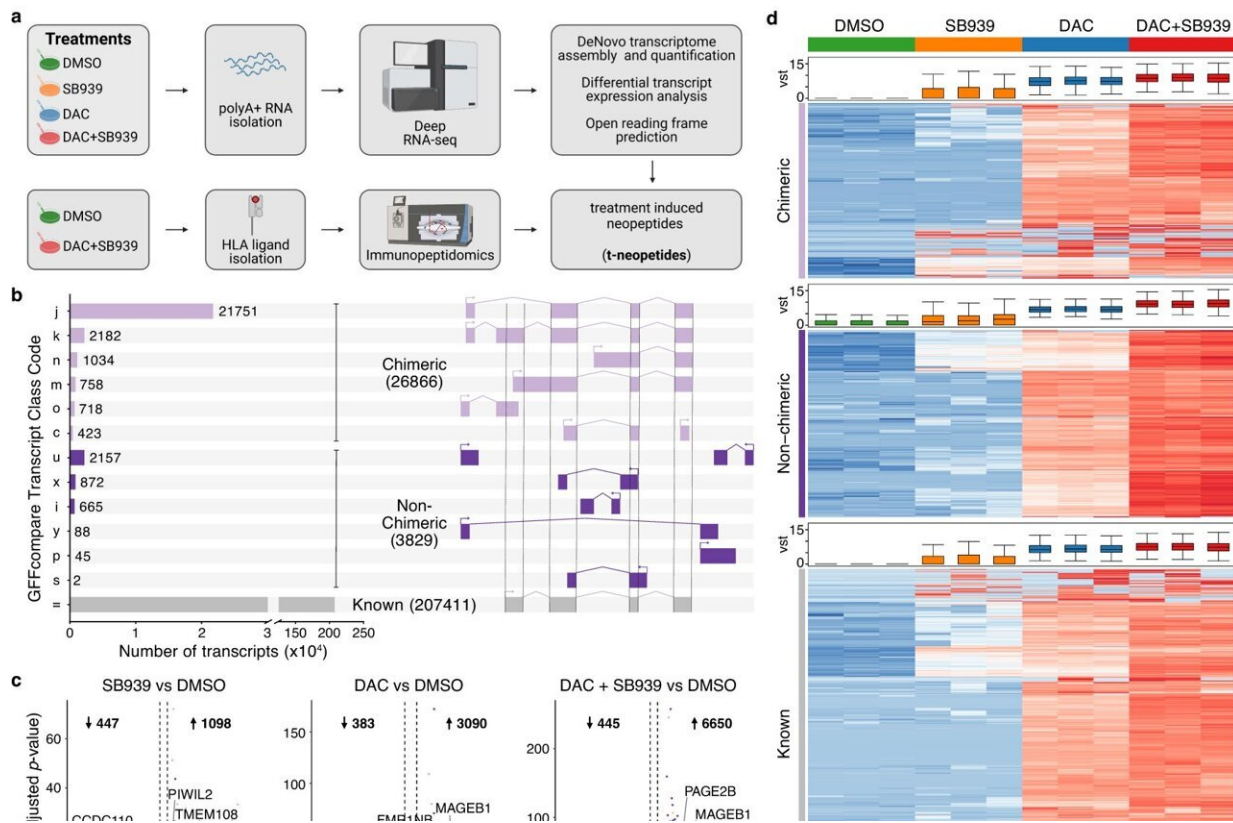 a
Treatments
DMSO
SB939
DAC
DAC+SB939
polyA+ RNA
isolation
Deep
RNA-seq
DeNovo transcriptome
assembly and quantification
Differential transcript
expression analysis
Open reading frame
prediction
DMSO
DAC+SB939
HLA ligand
isolation
Immunopeptidomics
treatment induced
neopeptides
(t-neopetides)
b
GFFcompare Transcript Class Code
j 21751
k 2182
n 1034
m 758
o 718
c 423
u 2157
x 872
i 665
y 88
p 45
s 2
=
Chimeric
(26866)
Non-
Chimeric
(3829)
Known (207411)
0 1 2 3 150 200 250
Number of transcripts (x10⁴)
c
SB939 vs DMSO
DAC vs DMSO
DAC + SB939 vs DMSO
djusted p-value)
60
40
↓ 447
↑ 1098
PIWIL2
TMEM108
CCDC110
150
100
↓ 383
↑ 3090
MAGEB1
FMR1NB
200
100
↓ 445
↑ 6650
PAGE2B
MAGEB1
d
DMSO
SB939
DAC
DAC+SB939
vst
15
0
Chimeric
vst
15
0
Non-chimeric
vst
15
0
Known